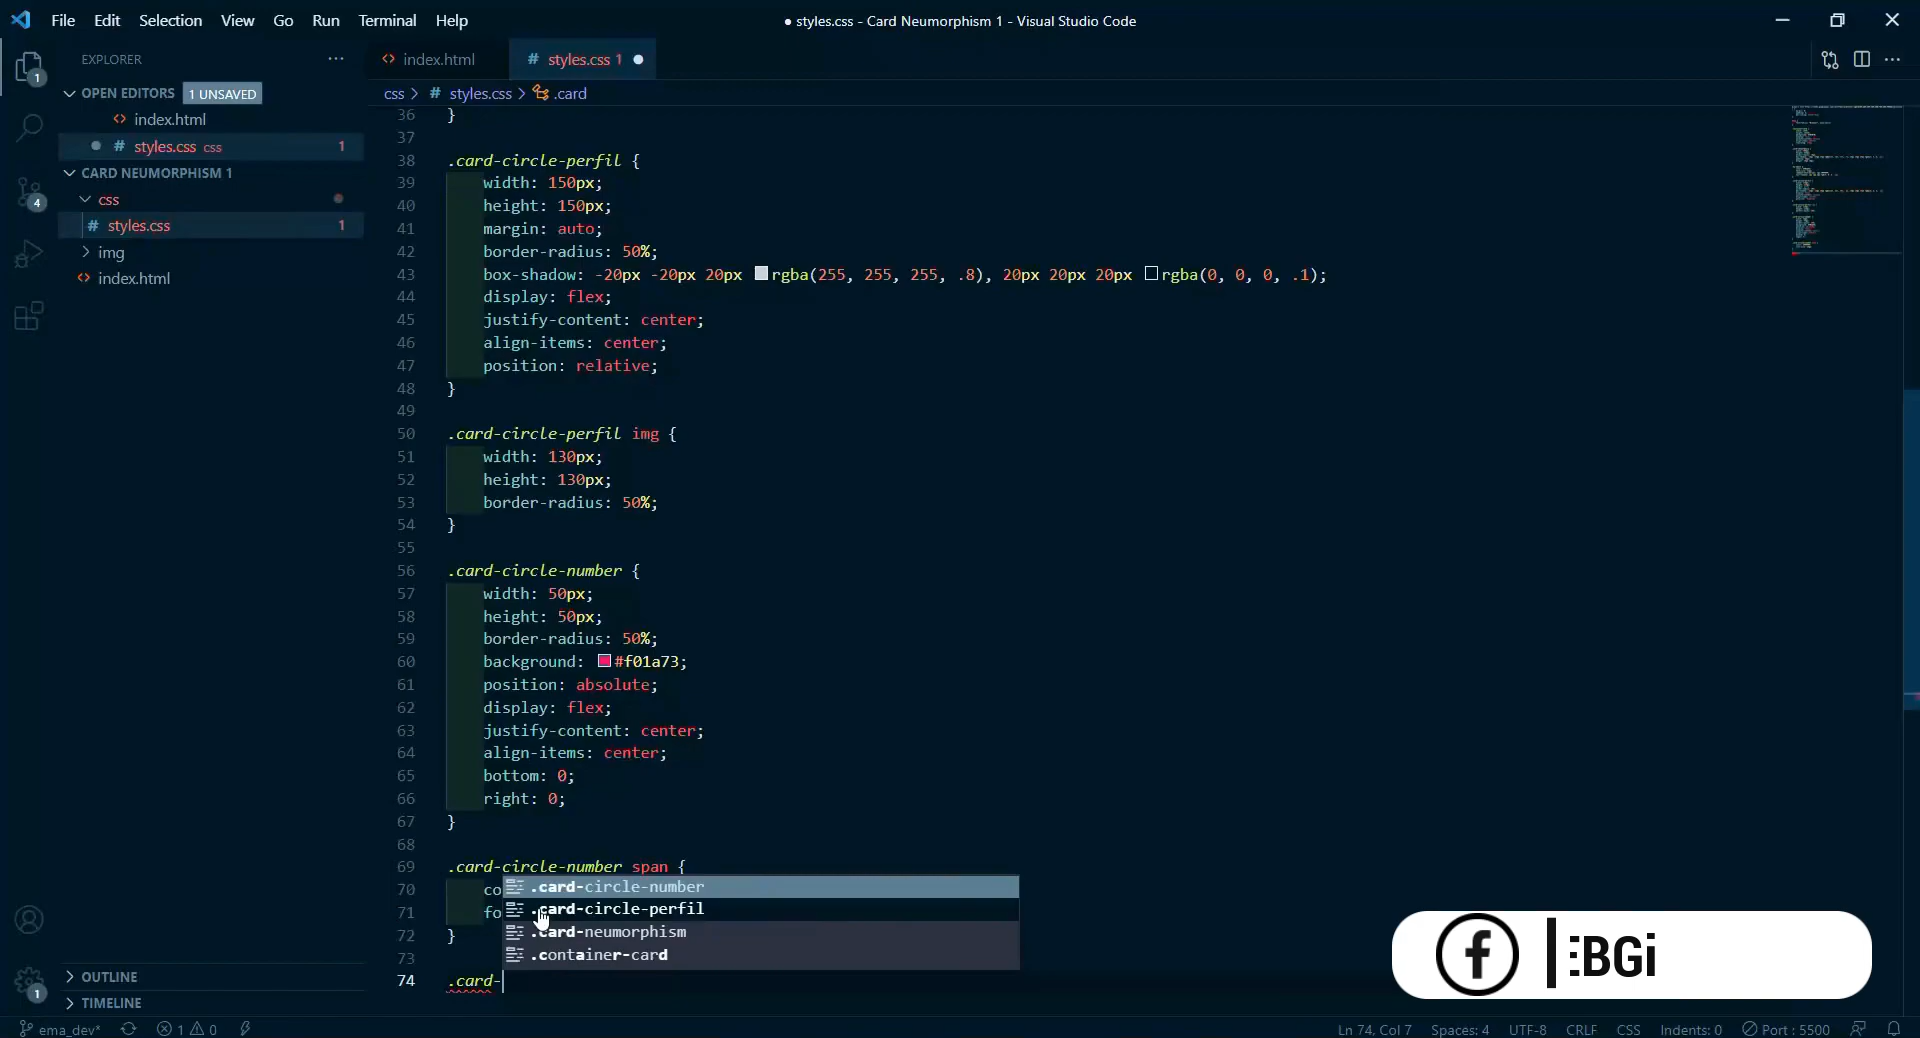 File Edit Selection View Go Run Terminal Help
● styles.css - Card Neumorphism 1 - Visual Studio Code
EXPLORER
OPEN EDITORS 1 UNSAVED
index.html
styles.css css 1
CARD NEUMORPHISM 1
css
styles.css 1
img
index.html
OUTLINE
TIMELINE
1
4
1
index.html
# styles.css 1
css > # styles.css > .card
36 }
37
38 .card-circle-perfil {
39 width: 150px;
40 height: 150px;
41 margin: auto;
42 border-radius: 50%;
43 box-shadow: -20px -20px 20px rgba(255, 255, 255, .8), 20px 20px 20px rgba(0, 0, 0, .1);
44 display: flex;
45 justify-content: center;
46 align-items: center;
47 position: relative;
48 }
49
50 .card-circle-perfil img {
51 width: 130px;
52 height: 130px;
53 border-radius: 50%;
54 }
55
56 .card-circle-number {
57 width: 50px;
58 height: 50px;
59 border-radius: 50%;
60 background: #f01a73;
61 position: absolute;
62 display: flex;
63 justify-content: center;
64 align-items: center;
65 bottom: 0;
66 right: 0;
67 }
68
69 .card-circle-number span {
70 co
71 fo
72 }
73
74 .card-
.card-circle-number
.card-circle-perfil
.card-neumorphism
.container-card
f
BGi
ema_dev* 1 0
Ln 74, Col 7 Spaces: 4 UTF-8 CRLF CSS Indents: 0 Port : 5500